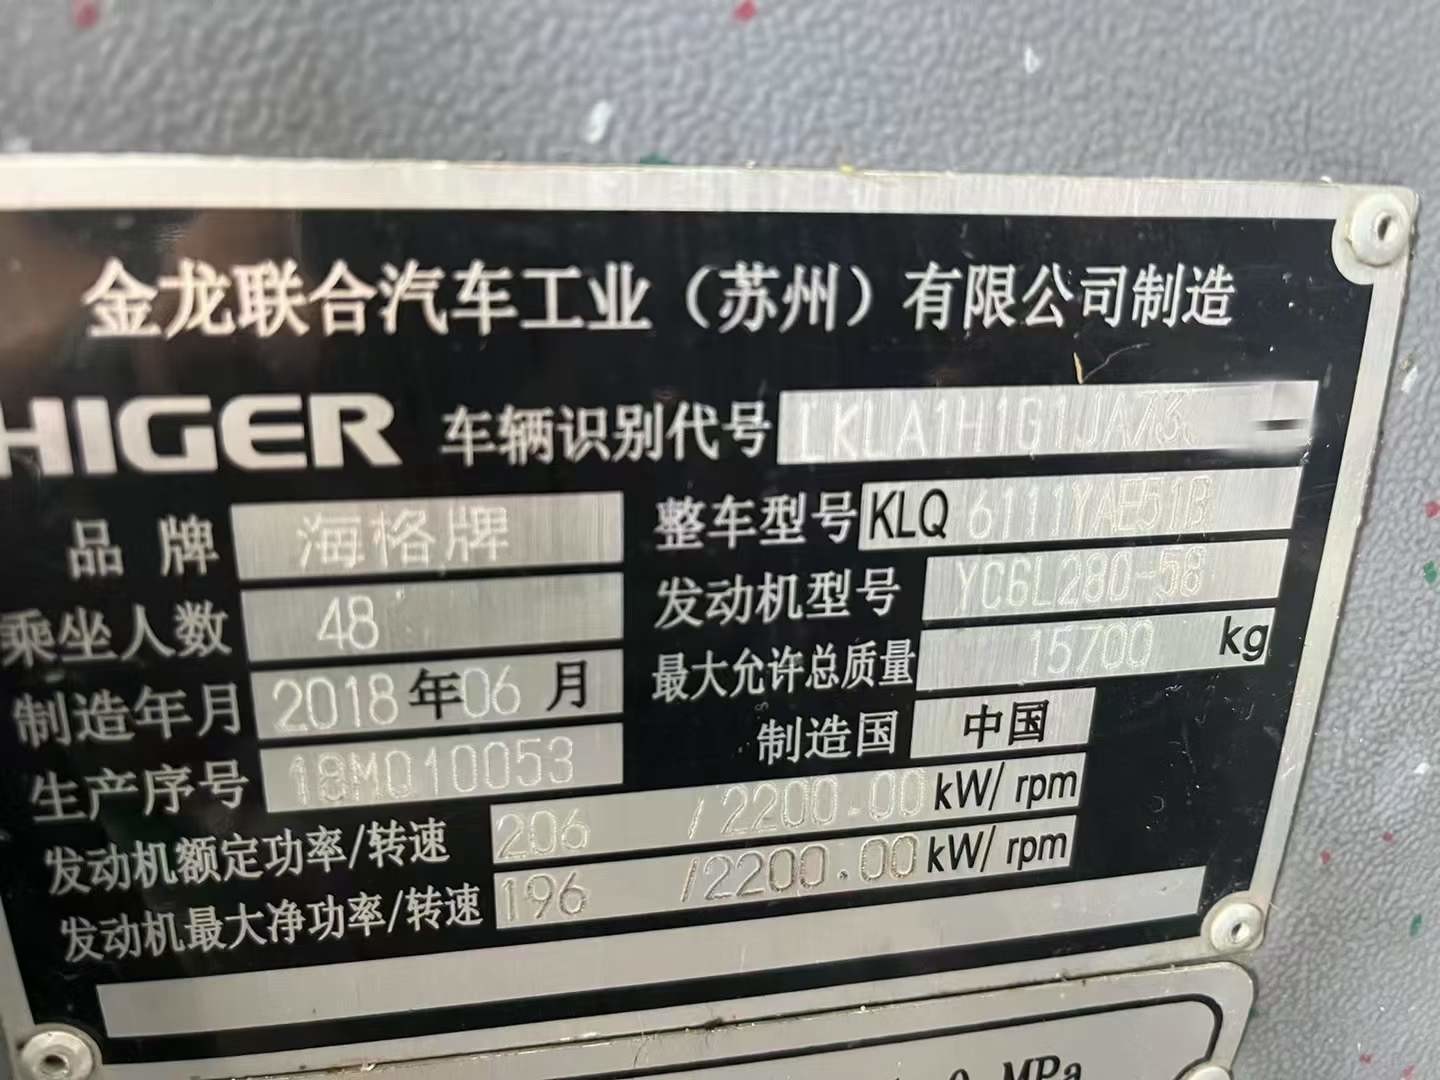 金龙联合汽车工业（苏州）有限公司制造
HIGER 车辆识别代号 LKLA1H1G1JA7
品牌 海格牌 整车型号 KLQ 6111YAE51B
乘坐人数 48 发动机型号 YC6L280-58
制造年月 2018年06月 最大允许总质量 15700 kg
生产序号 18MQ10053 制造国 中国
发动机额定功率/转速 206 /2200.00 kW/rpm
发动机最大净功率/转速 196 /2200.00 kW/rpm
MPa